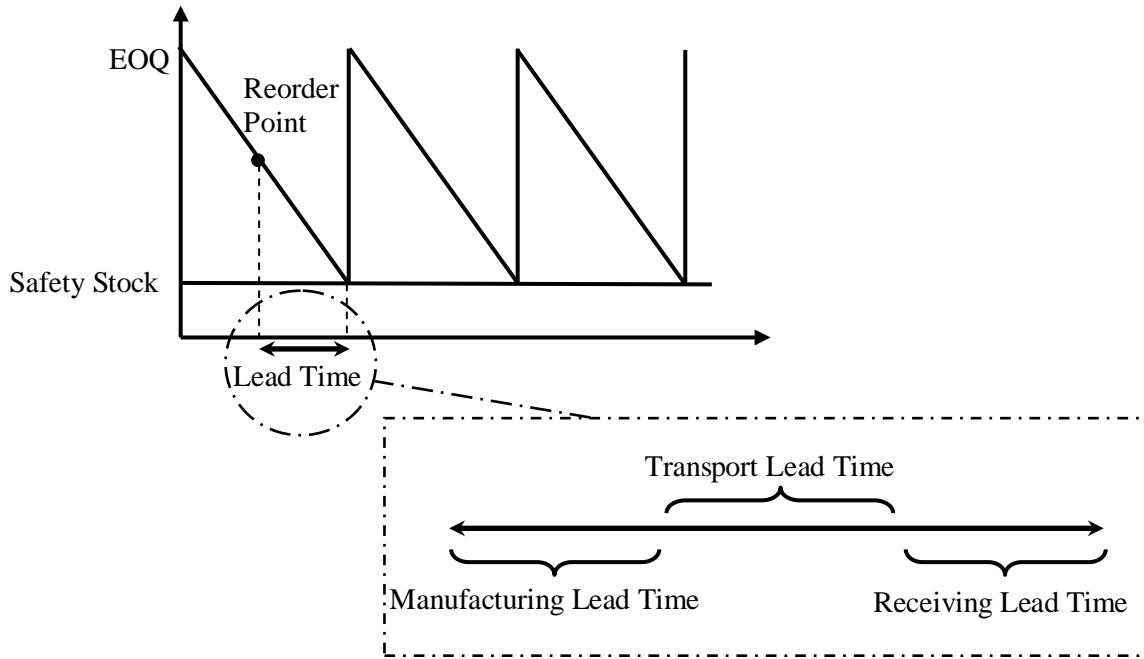 EOQ
Reorder
Point
Safety Stock
Lead Time
Transport Lead Time
Manufacturing Lead Time
Receiving Lead Time